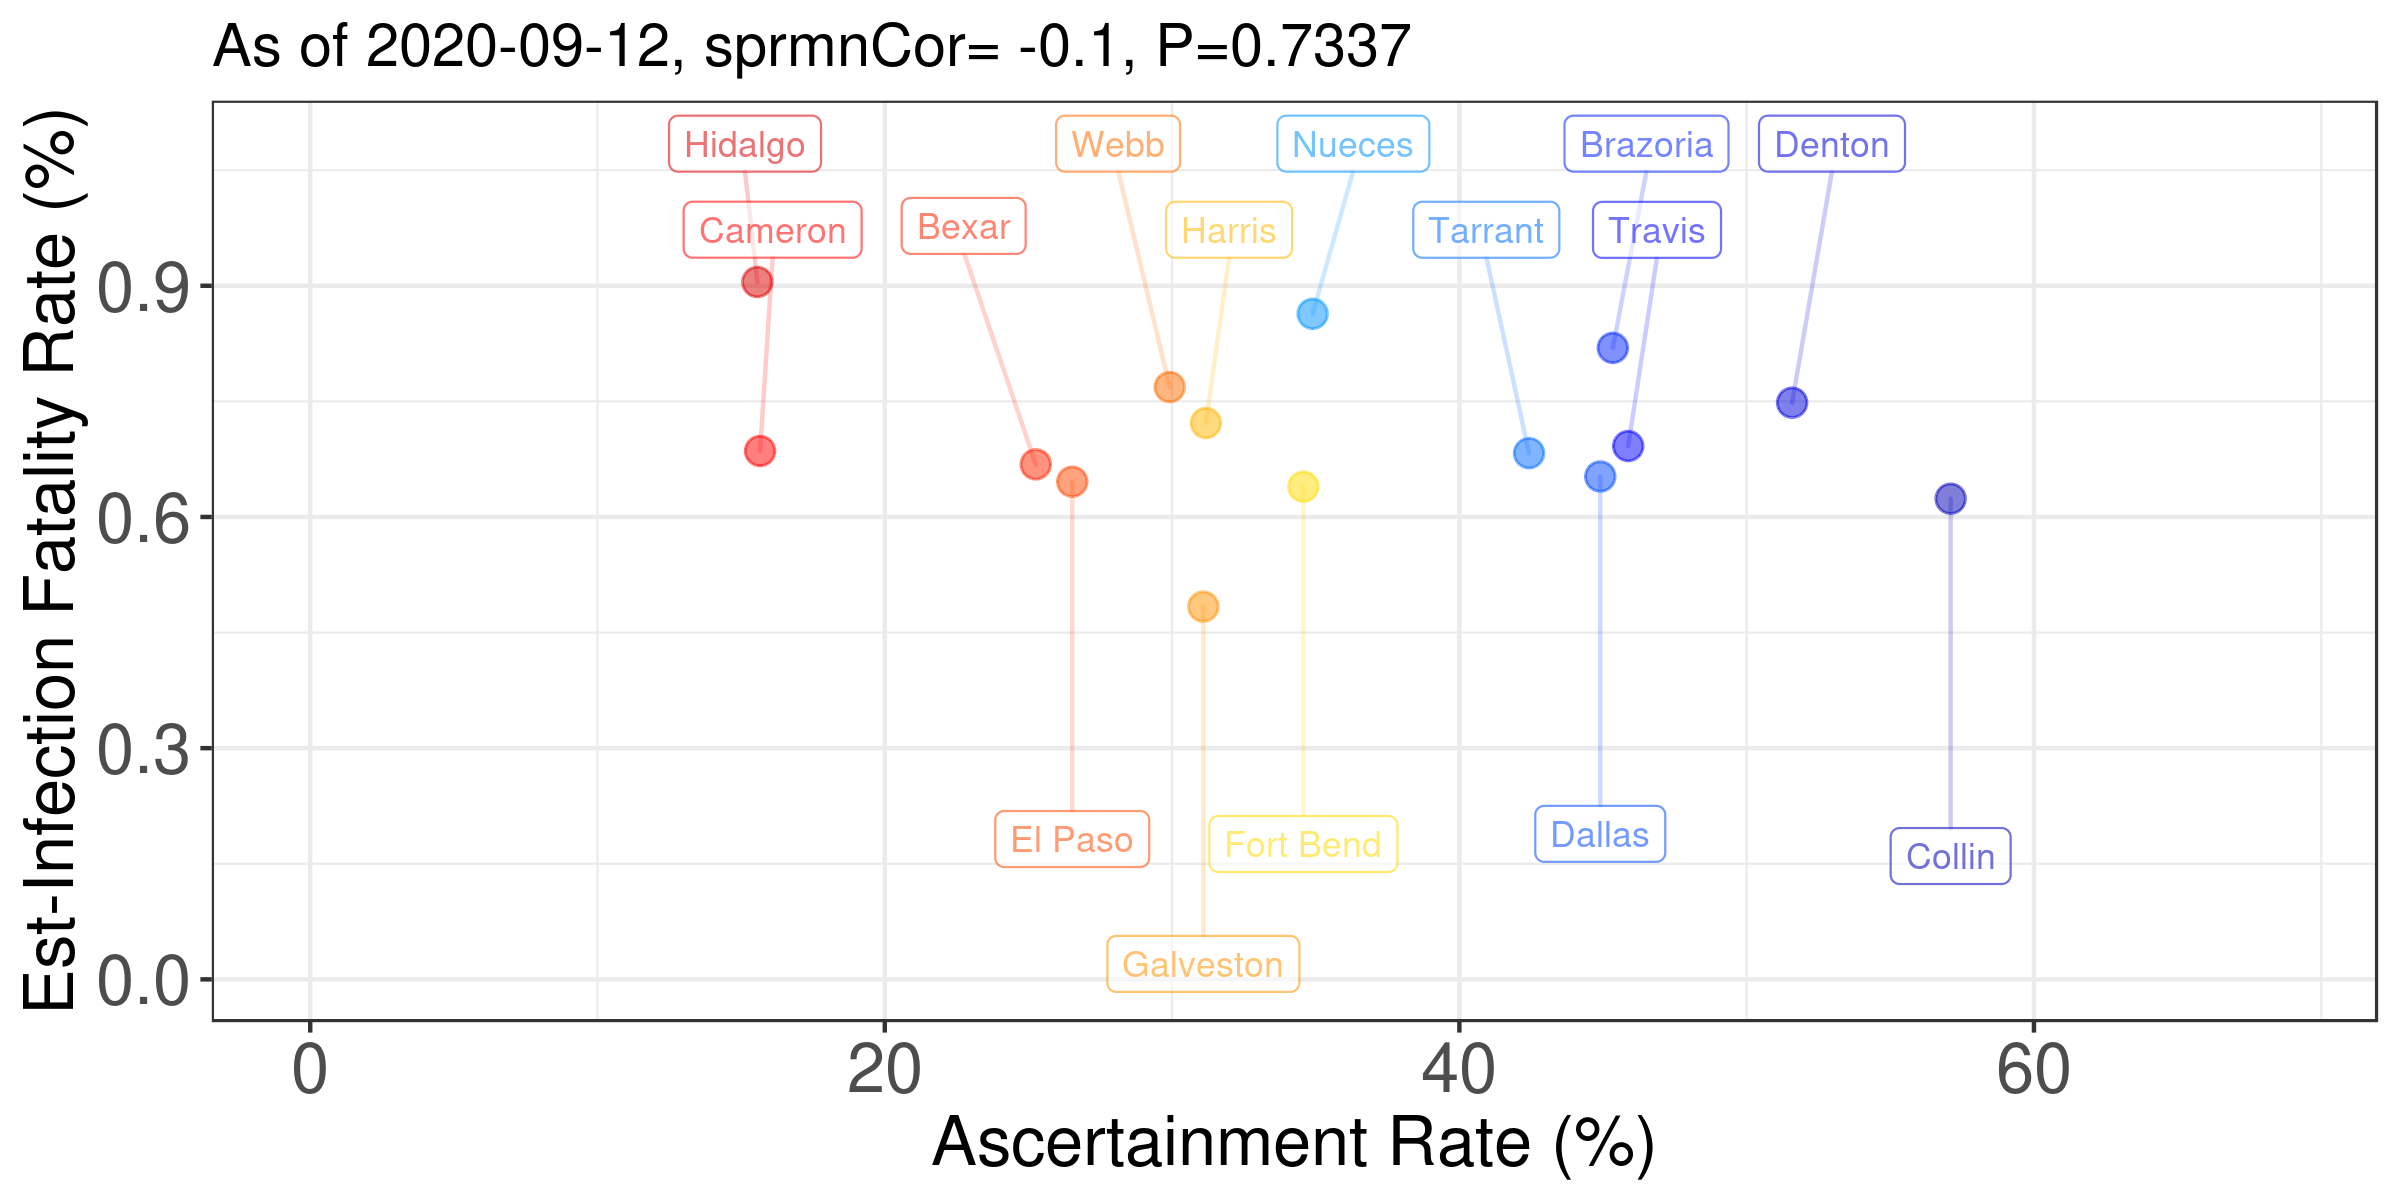 As of 2020-09-12, sprmnCor= -0.1, P=0.7337
Est-Infection Fatality Rate (%)
0.9
0.6
0.3
0.0
Hidalgo
Webb
Nueces
Brazoria
Denton
Cameron
Bexar
Harris
Tarrant
Travis
El Paso
Fort Bend
Dallas
Collin
Galveston
0
20
40
60
Ascertainment Rate (%)